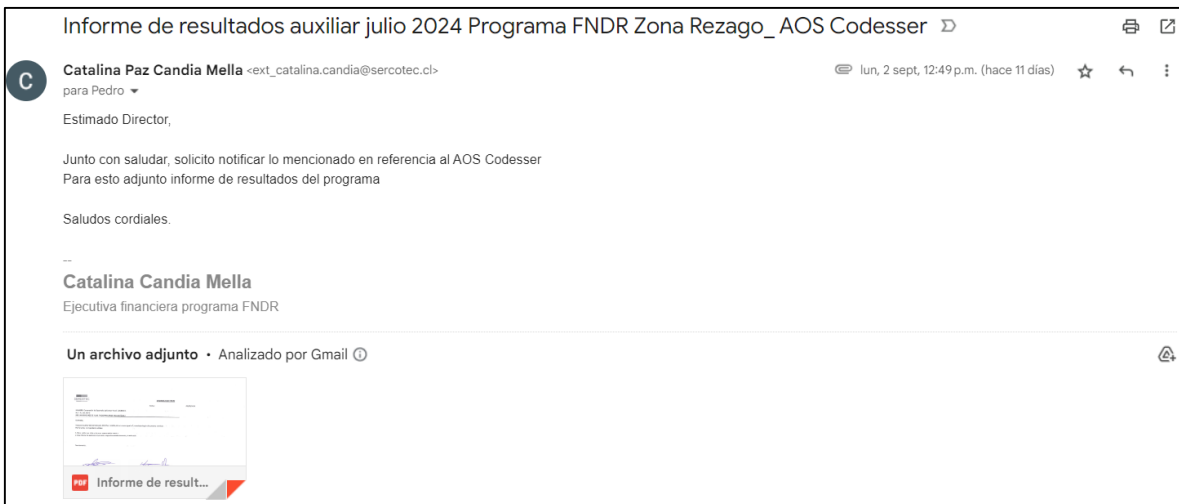 Informe de resultados auxiliar julio 2024 Programa FNDR Zona Rezago_ AOS Codesser
C
Catalina Paz Candia Mella <ext_catalina.candia@sercotec.cl>
lun, 2 sept, 12:49 p.m. (hace 11 días)
para Pedro
Estimado Director,
Junto con saludar, solicito notificar lo mencionado en referencia al AOS Codesser
Para esto adjunto informe de resultados del programa
Saludos cordiales.
--
Catalina Candia Mella
Ejecutiva financiera programa FNDR
Un archivo adjunto • Analizado por Gmail
PDF Informe de result...